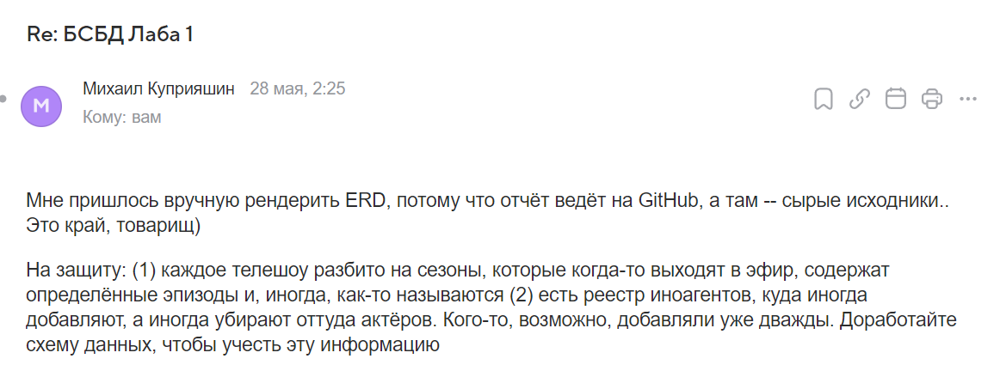 Re: БСБД Лаба 1
Михаил Куприяшин 28 мая, 2:25
М
Кому: вам
Мне пришлось вручную рендерить ERD, потому что отчёт ведёт на GitHub, а там -- сырые исходники..
Это край, товарищ)
На защиту: (1) каждое телешоу разбито на сезоны, которые когда-то выходят в эфир, содержат
определённые эпизоды и, иногда, как-то называются (2) есть реестр иноагентов, куда иногда
добавляют, а иногда убирают оттуда актёров. Кого-то, возможно, добавляли уже дважды. Доработайте
схему данных, чтобы учесть эту информацию